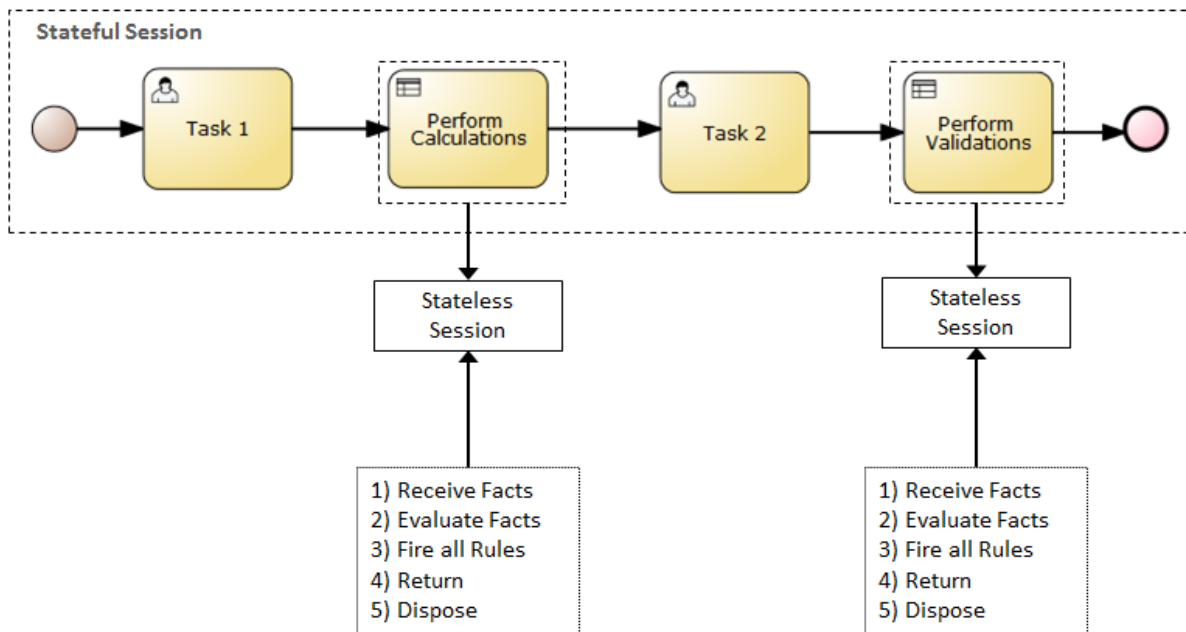 Stateful Session
Task 1
Perform
Calculations
Task 2
Perform
Validations
Stateless
Session
Stateless
Session
1) Receive Facts
2) Evaluate Facts
3) Fire all Rules
4) Return
5) Dispose
1) Receive Facts
2) Evaluate Facts
3) Fire all Rules
4) Return
5) Dispose